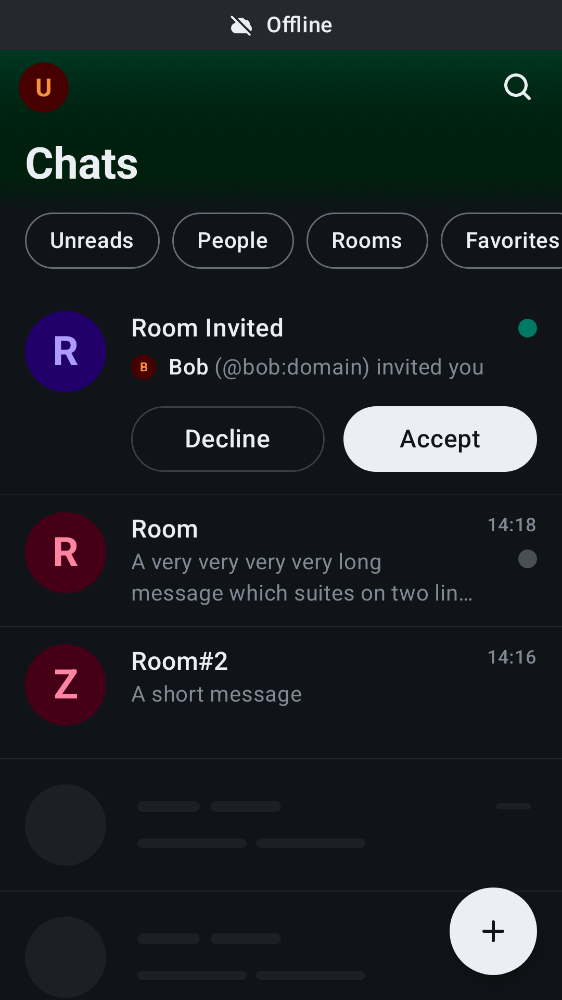 Offline
U
Chats
Unreads People Rooms Favorites
R
Room Invited
B Bob (@bob:domain) invited you
Decline Accept
R
Room 14:18
A very very very very long
message which suites on two lin…
Z
Room#2 14:16
A short message